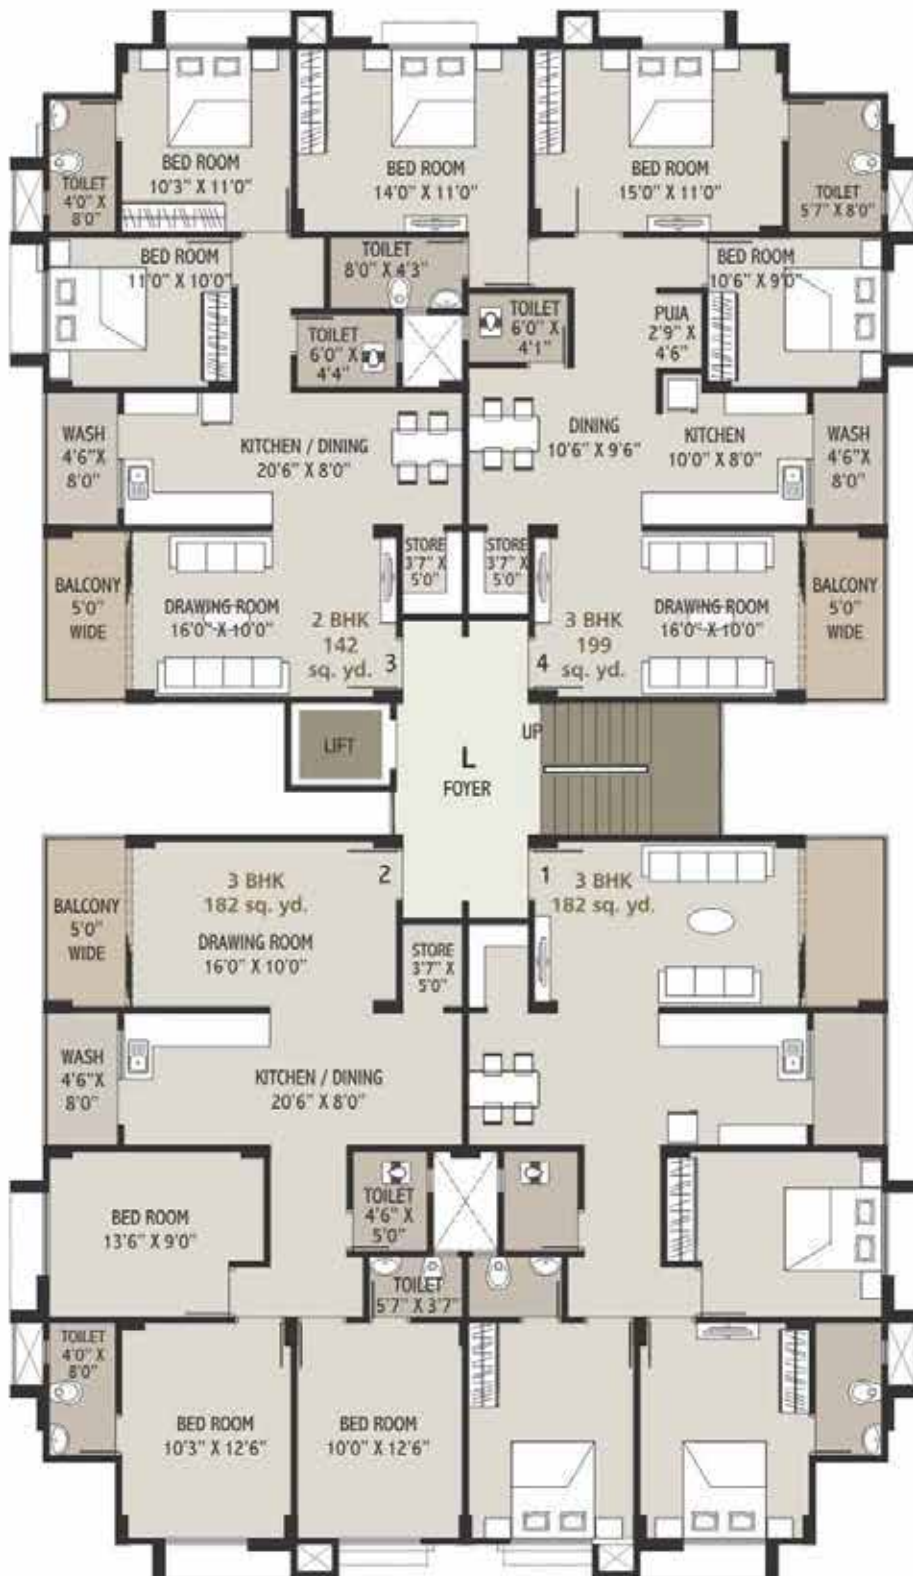 BED ROOM
10'3" X 11'0"
BED ROOM
14'0" X 11'0"
BED ROOM
15'0" X 11'0"
TOILET
4'0" X
8'0"
TOILET
5'7" X 8'0"
BED ROOM
11'0" X 10'0"
TOILET
8'0" X 4'3"
BED ROOM
10'6" X 9'0"
TOILET
6'0" X
4'4"
TOILET
6'0" X
4'1"
PUJA
2'9" X
4'6"
WASH
4'6"X
8'0"
KITCHEN / DINING
20'6" X 8'0"
DINING
10'6" X 9'6"
KITCHEN
10'0" X 8'0"
WASH
4'6"X
8'0"
STORE
3'7" X
5'0"
STORE
3'7" X
5'0"
BALCONY
5'0"
WIDE
DRAWING ROOM
16'0" X 10'0"
2 BHK
142
sq. yd.
3
4
3 BHK
199
sq. yd.
DRAWING ROOM
16'0" X 10'0"
BALCONY
5'0"
WIDE
LIFT
UP
L
FOYER
3 BHK
182 sq. yd.
2
1
3 BHK
182 sq. yd.
BALCONY
5'0"
WIDE
DRAWING ROOM
16'0" X 10'0"
STORE
3'7" X
5'0"
WASH
4'6"X
8'0"
KITCHEN / DINING
20'6" X 8'0"
BED ROOM
13'6" X 9'0"
TOILET
4'6" X
5'0"
TOILET
5'7" X 3'7"
TOILET
4'0" X
8'0"
BED ROOM
10'3" X 12'6"
BED ROOM
10'0" X 12'6"